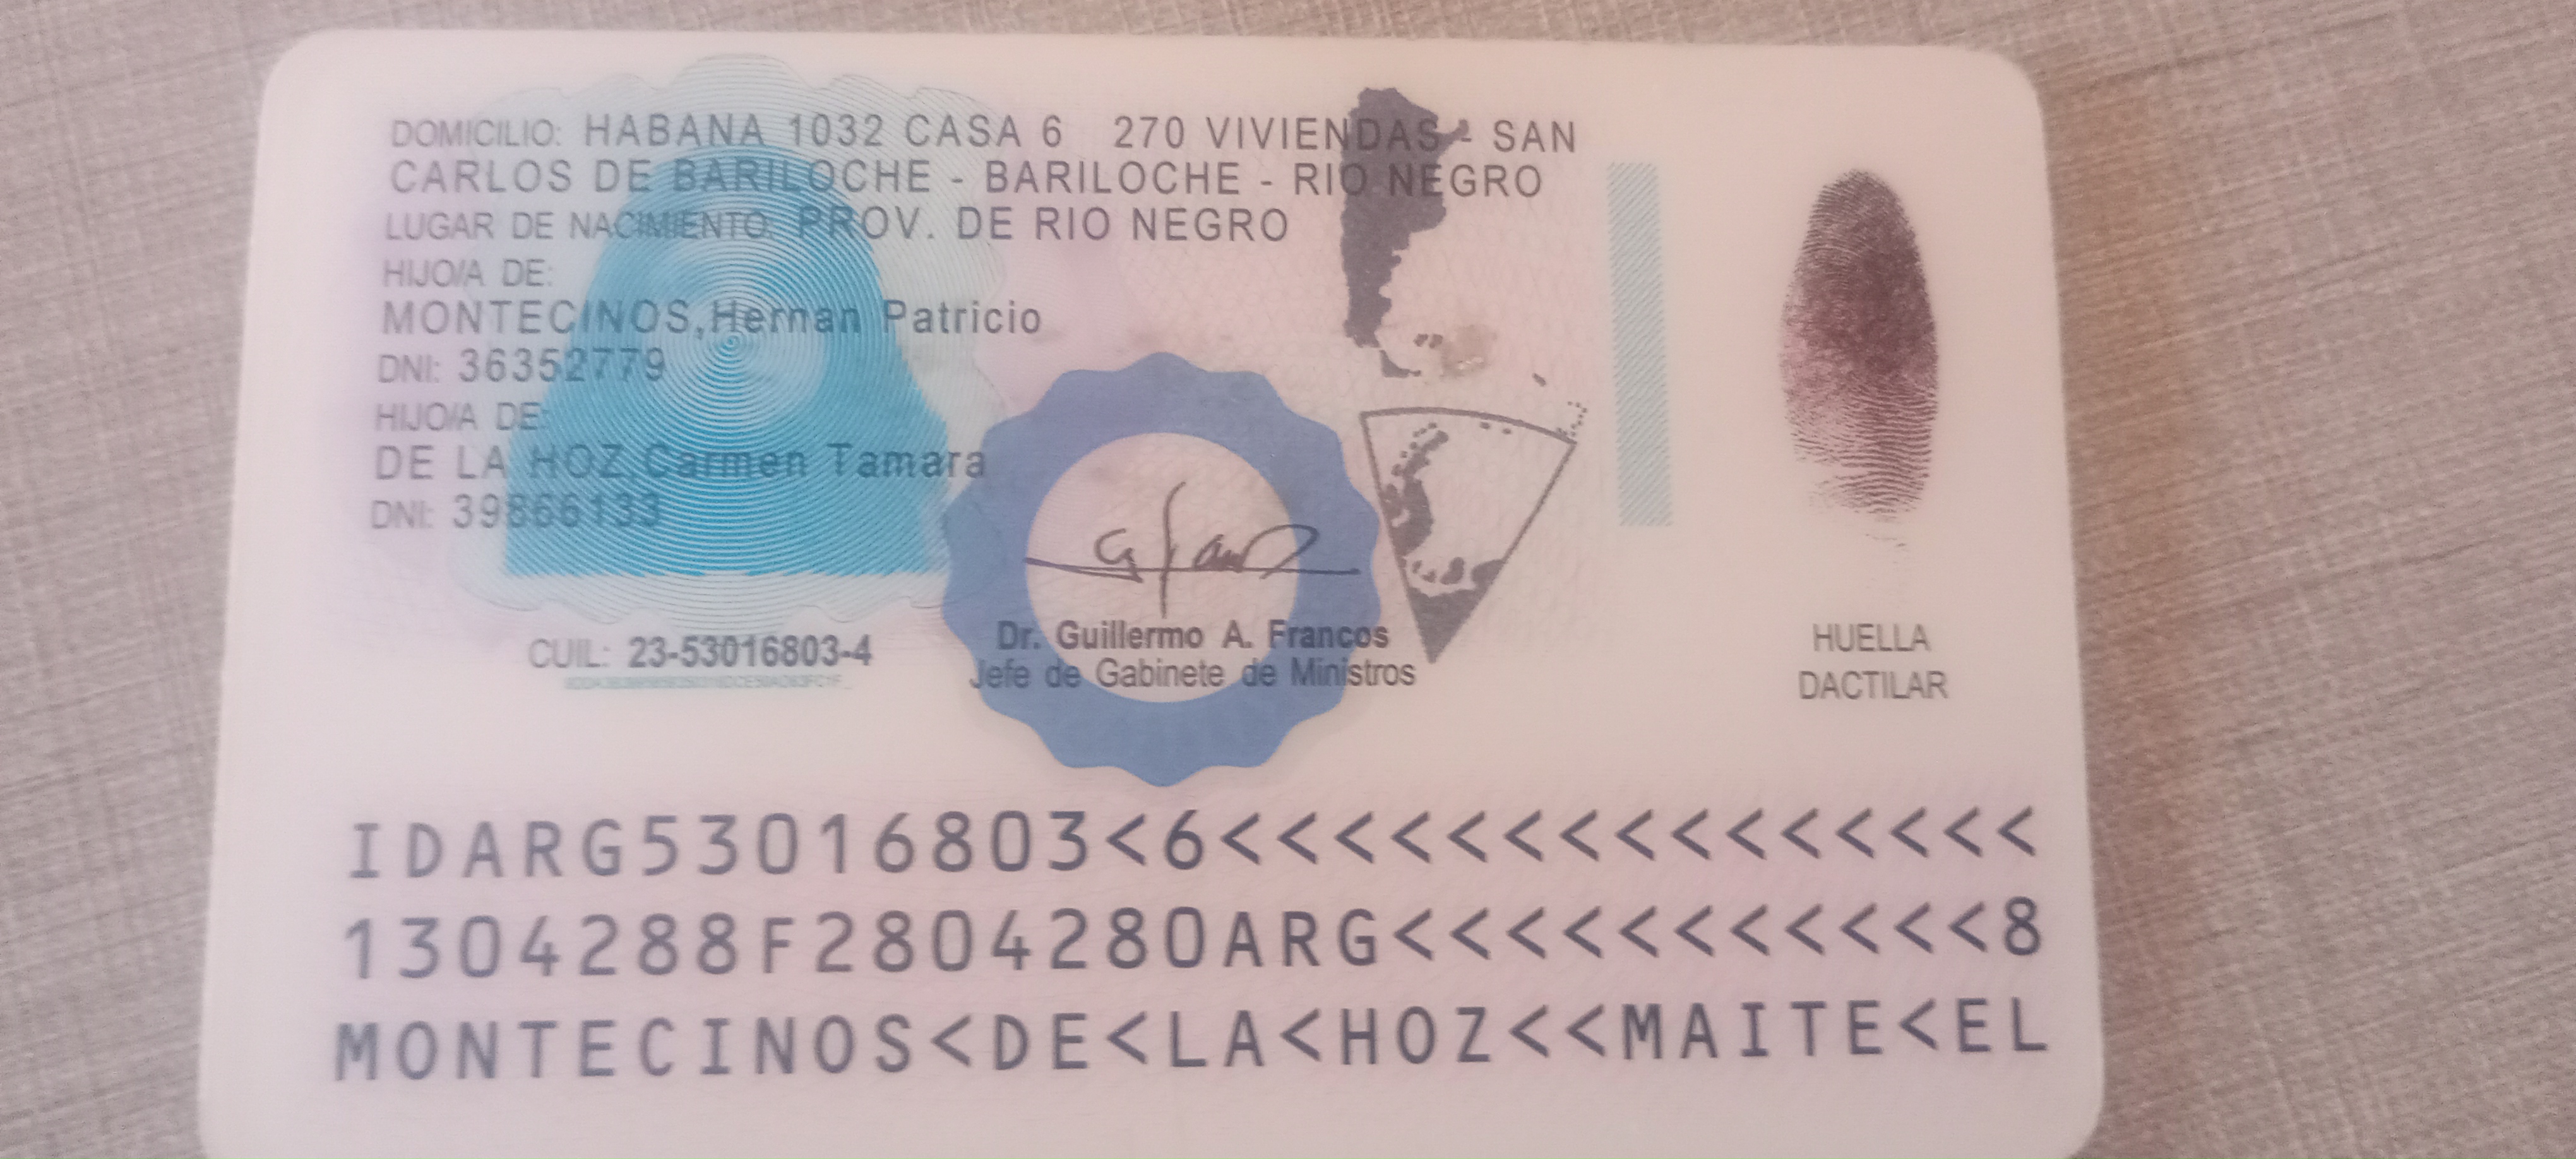 DOMICILIO: HABANA 1032 CASA 6 270 VIVIENDAS - SAN
CARLOS DE BARILOCHE - BARILOCHE - RIO NEGRO
LUGAR DE NACIMIENTO: PROV. DE RIO NEGRO
HIJO/A DE:
MONTECINOS,Hernan Patricio
DNI: 36352779
HIJO/A DE:
DE LA HOZ,Carmen Tamara
DNI: 39866133
CUIL: 23-53016803-4
Dr. Guillermo A. Francos
Jefe de Gabinete de Ministros
HUELLA
DACTILAR
IDARG53016803<6<<<<<<<<<<<<<<<
1304288F2804280ARG<<<<<<<<<<<8
MONTECINOS<DE<LA<HOZ<<MAITE<EL